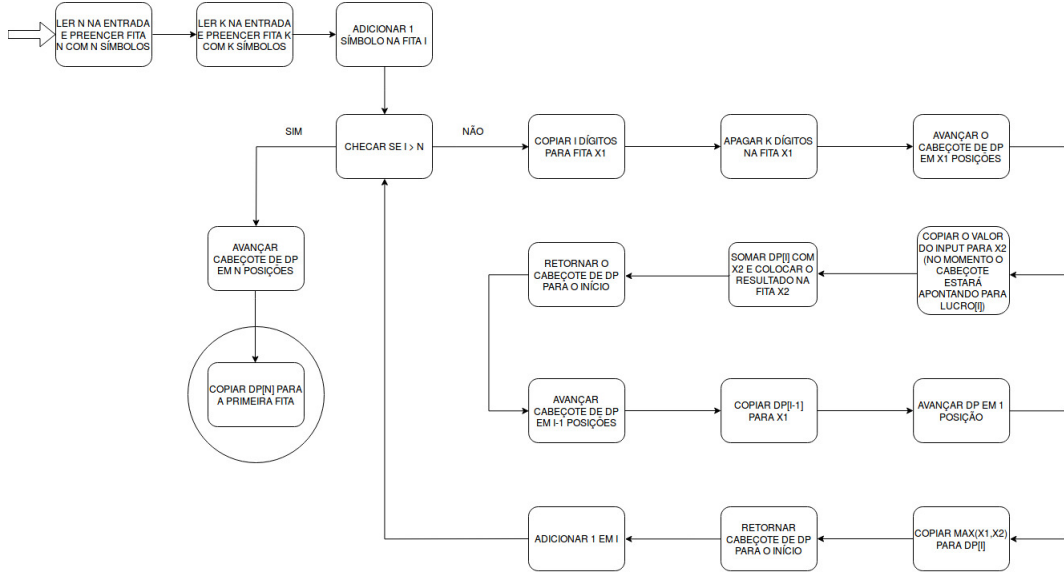 LER N NA ENTRADA
E PREENCER FITA
N COM N SÍMBOLOS
LER K NA ENTRADA
E PREENCER FITA K
COM K SÍMBOLOS
ADICIONAR 1
SÍMBOLO NA FITA I
SIM
CHECAR SE I > N
NÃO
COPIAR I DÍGITOS
PARA FITA X1
APAGAR K DÍGITOS
NA FITA X1
AVANÇAR O
CABEÇOTE DE DP
EM X1 POSIÇÕES
COPIAR O VALOR
DO INPUT PARA X2
(NO MOMENTO O
CABEÇOTE
ESTARÁ
APONTANDO PARA
LUCRO[I])
SOMAR DP[I] COM
X2 E COLOCAR O
RESULTADO NA
FITA X2
RETORNAR O
CABEÇOTE DE DP
PARA O INÍCIO
AVANÇAR
CABEÇOTE DE DP
EM I-1 POSIÇÕES
COPIAR DP[I-1]
PARA X1
AVANÇAR DP EM 1
POSIÇÃO
COPIAR MAX(X1,X2)
PARA DP[I]
RETORNAR
CABEÇOTE DE DP
PARA O INÍCIO
ADICIONAR 1 EM I
AVANÇAR
CABEÇOTE DE DP
EM N POSIÇÕES
COPIAR DP[N] PARA
A PRIMEIRA FITA